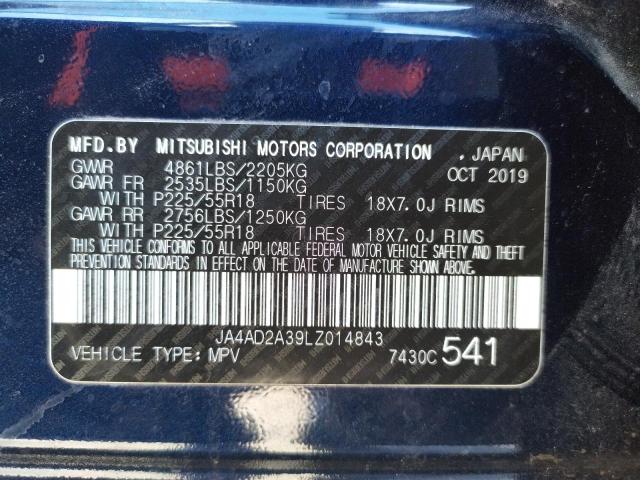 MFD.BY MITSUBISHI MOTORS CORPORATION , JAPAN
GVWR 4861LBS/2205KG OCT 2019
GAWR FR 2535LBS/1150KG
WITH P225/55R18 TIRES 18X7.0J RIMS
GAWR RR 2756LBS/1250KG
WITH P225/55R18 TIRES 18X7.0J RIMS
THIS VEHICLE CONFORMS TO ALL APPLICABLE FEDERAL MOTOR VEHICLE SAFETY AND THEFT
PREVENTION STANDARDS IN EFFECT ON THE DATE OF MANUFACTURE SHOWN ABOVE.
JA4AD2A39LZ014843
VEHICLE TYPE: MPV 7430C 541